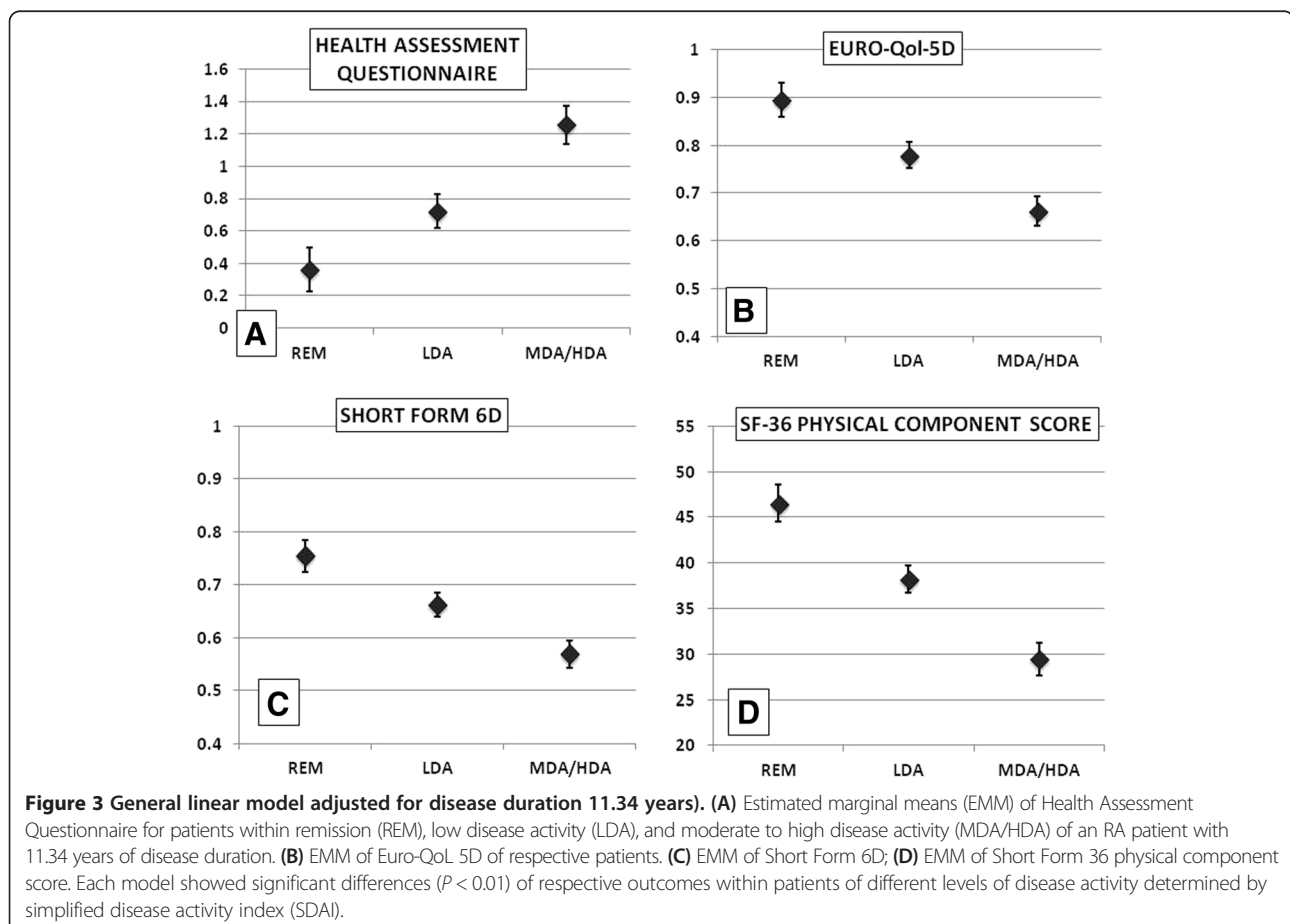 HEALTH ASSESSMENT
QUESTIONNAIRE
1.6
1.4
1.2
1
0.8
0.6
0.4
0.2
0
A
REM LDA MDA/HDA
EURO-Qol-5D
1
0.9
0.8
0.7
0.6
0.5
0.4
B
REM LDA MDA/HDA
SHORT FORM 6D
1
0.9
0.8
0.7
0.6
0.5
0.4
C
REM LDA MDA/HDA
SF-36 PHYSICAL COMPONENT SCORE
55
50
45
40
35
30
25
20
D
REM LDA MDA/HDA
Figure 3 General linear model adjusted for disease duration 11.34 years). (A) Estimated marginal means (EMM) of Health Assessment
Questionnaire for patients within remission (REM), low disease activity (LDA), and moderate to high disease activity (MDA/HDA) of an RA patient with
11.34 years of disease duration. (B) EMM of Euro-QoL 5D of respective patients. (C) EMM of Short Form 6D; (D) EMM of Short Form 36 physical component
score. Each model showed significant differences (P < 0.01) of respective outcomes within patients of different levels of disease activity determined by
simplified disease activity index (SDAI).